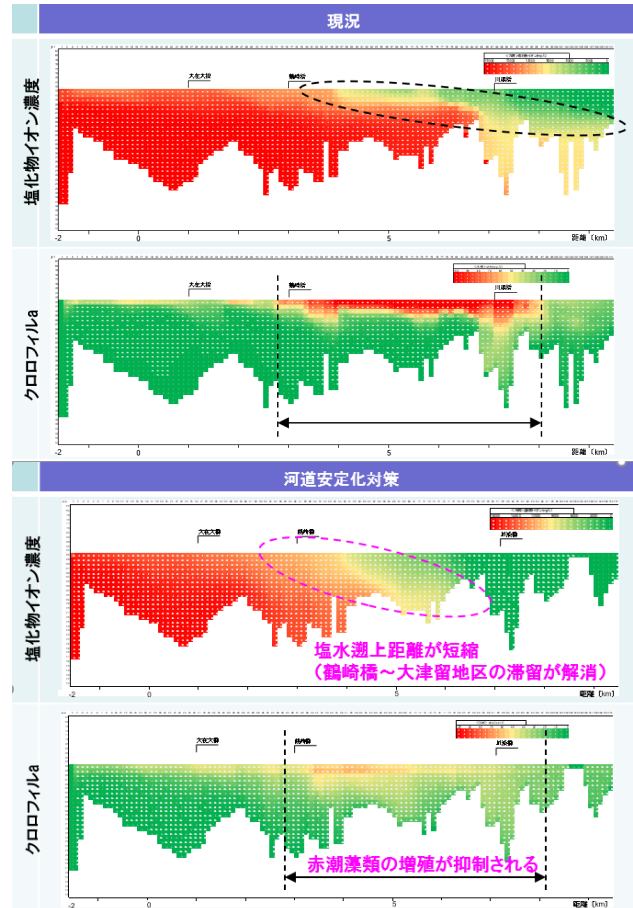 現況
塩化物イオン濃度
大在大橋
鶴崎橋
川添橋
-2
0
5
距離 (km)
クロロフィルa
大在大橋
鶴崎橋
川添橋
-2
0
5
距離 (km)
河道安定化対策
塩化物イオン濃度
大在大橋
鶴崎橋
川添橋
塩水遡上距離が短縮
（鶴崎橋～大津留地区の滞留が解消）
-2
0
5
距離 (km)
クロロフィルa
大在大橋
鶴崎橋
川添橋
赤潮藻類の増殖が抑制される
-2
0
5
距離 (km)